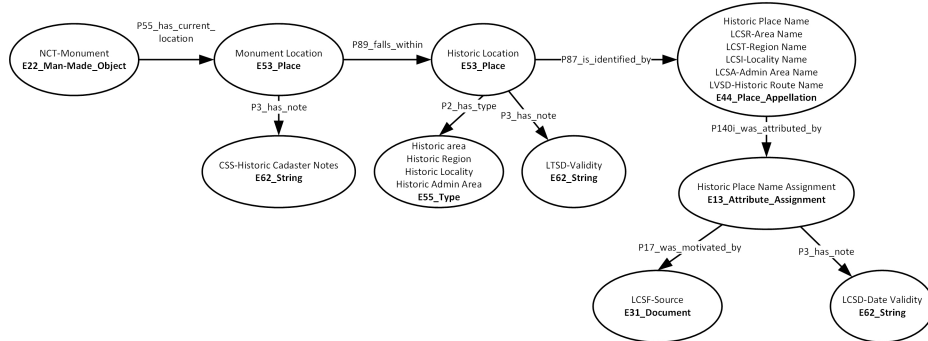 NCT-Monument
E22_Man-Made_Object
P55_has_current_
location
Monument Location
E53_Place
P89_falls_within
Historic Location
E53_Place
P87_is_identified_by
Historic Place Name
LCSR-Area Name
LCST-Region Name
LCSI-Locality Name
LCSA-Admin Area Name
LVSD-Historic Route Name
E44_Place_Appellation
P3_has_note
P2_has_type
P3_has_note
P140i_was_attributed_by
CSS-Historic Cadaster Notes
E62_String
Historic area
Historic Region
Historic Locality
Historic Admin Area
E55_Type
LTSD-Validity
E62_String
Historic Place Name Assignment
E13_Attribute_Assignment
P17_was_motivated_by
P3_has_note
LCSF-Source
E31_Document
LCSD-Date Validity
E62_String